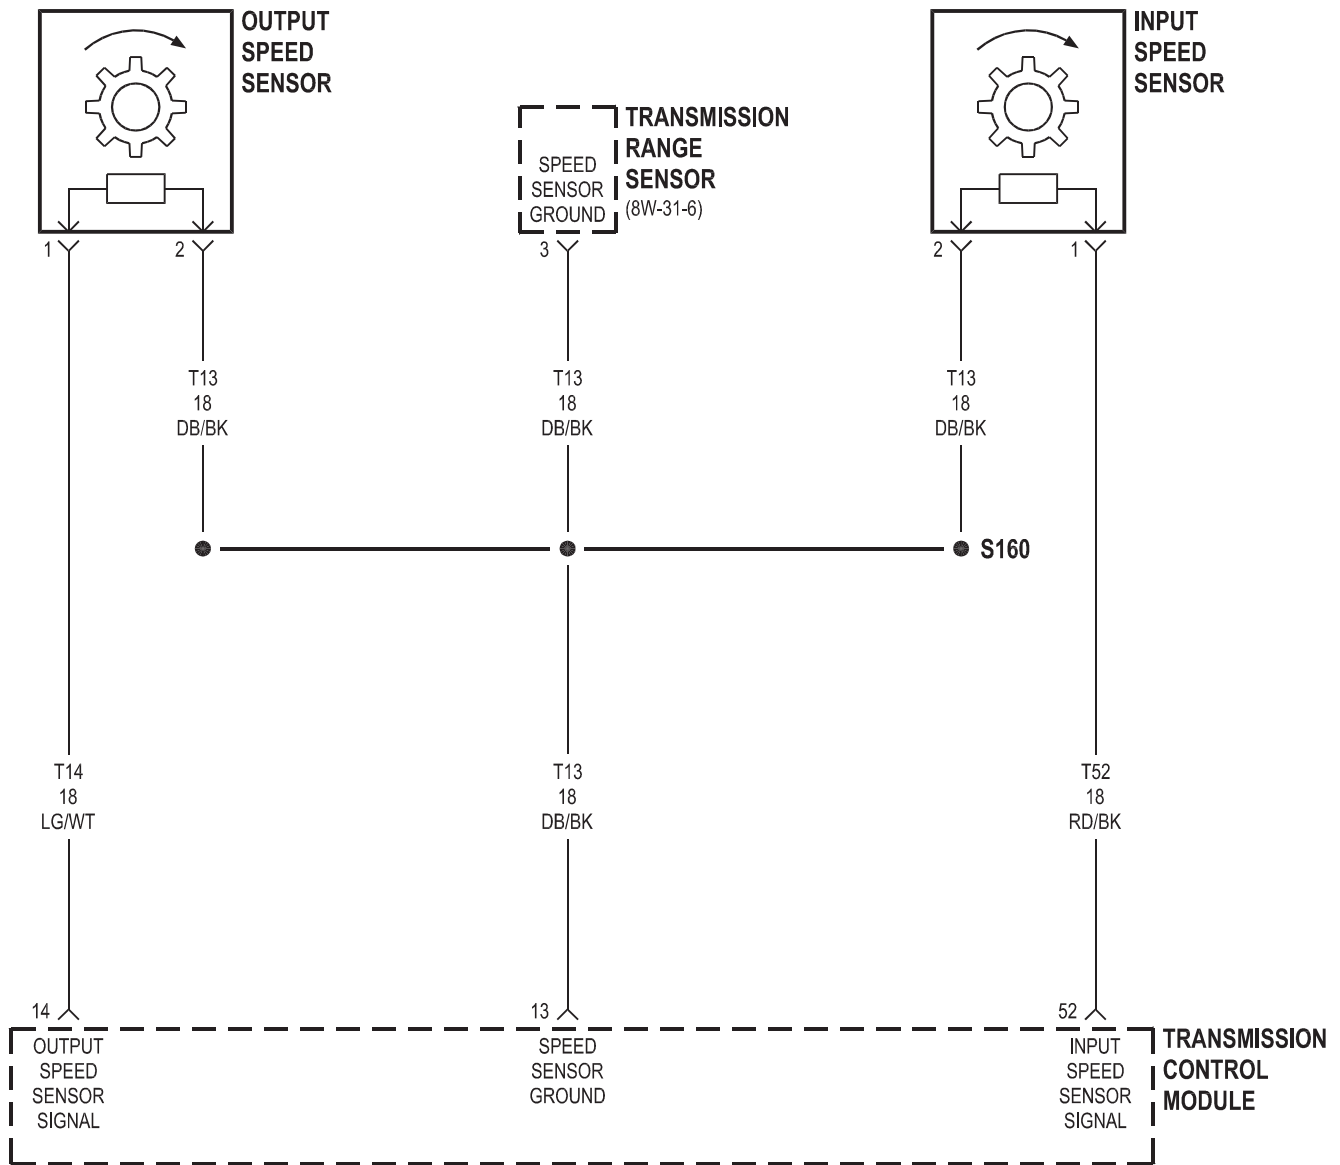 OUTPUT
SPEED
SENSOR
INPUT
SPEED
SENSOR
TRANSMISSION
RANGE
SENSOR
(8W-31-6)
SPEED
SENSOR
GROUND
1
2
3
2
1
T13
18
DB/BK
T13
18
DB/BK
T13
18
DB/BK
S160
T14
18
LG/WT
T13
18
DB/BK
T52
18
RD/BK
14
13
52
OUTPUT
SPEED
SENSOR
SIGNAL
SPEED
SENSOR
GROUND
INPUT
SPEED
SENSOR
SIGNAL
TRANSMISSION
CONTROL
MODULE